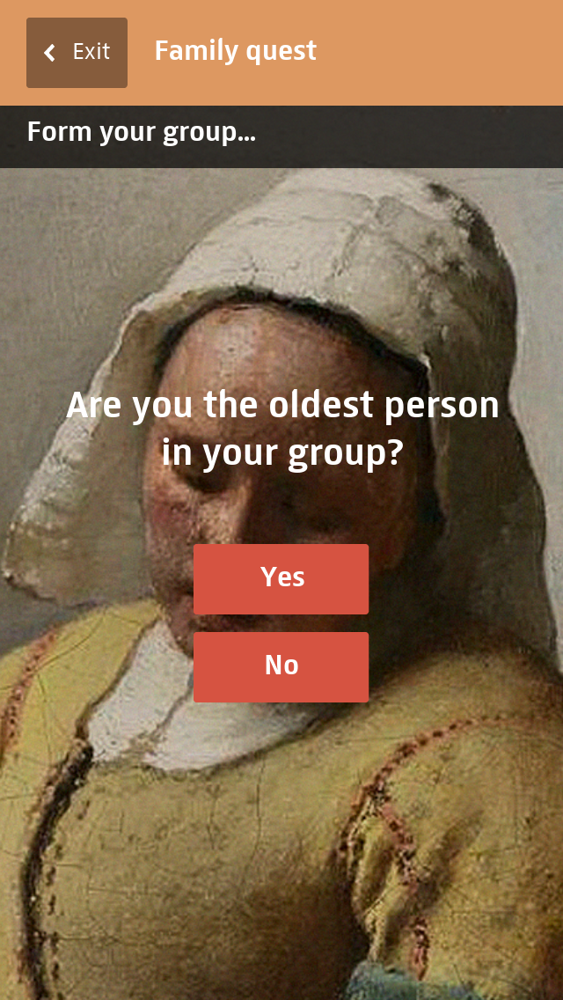 Exit
Family quest
Form your group...
Are you the oldest person
in your group?
Yes
No